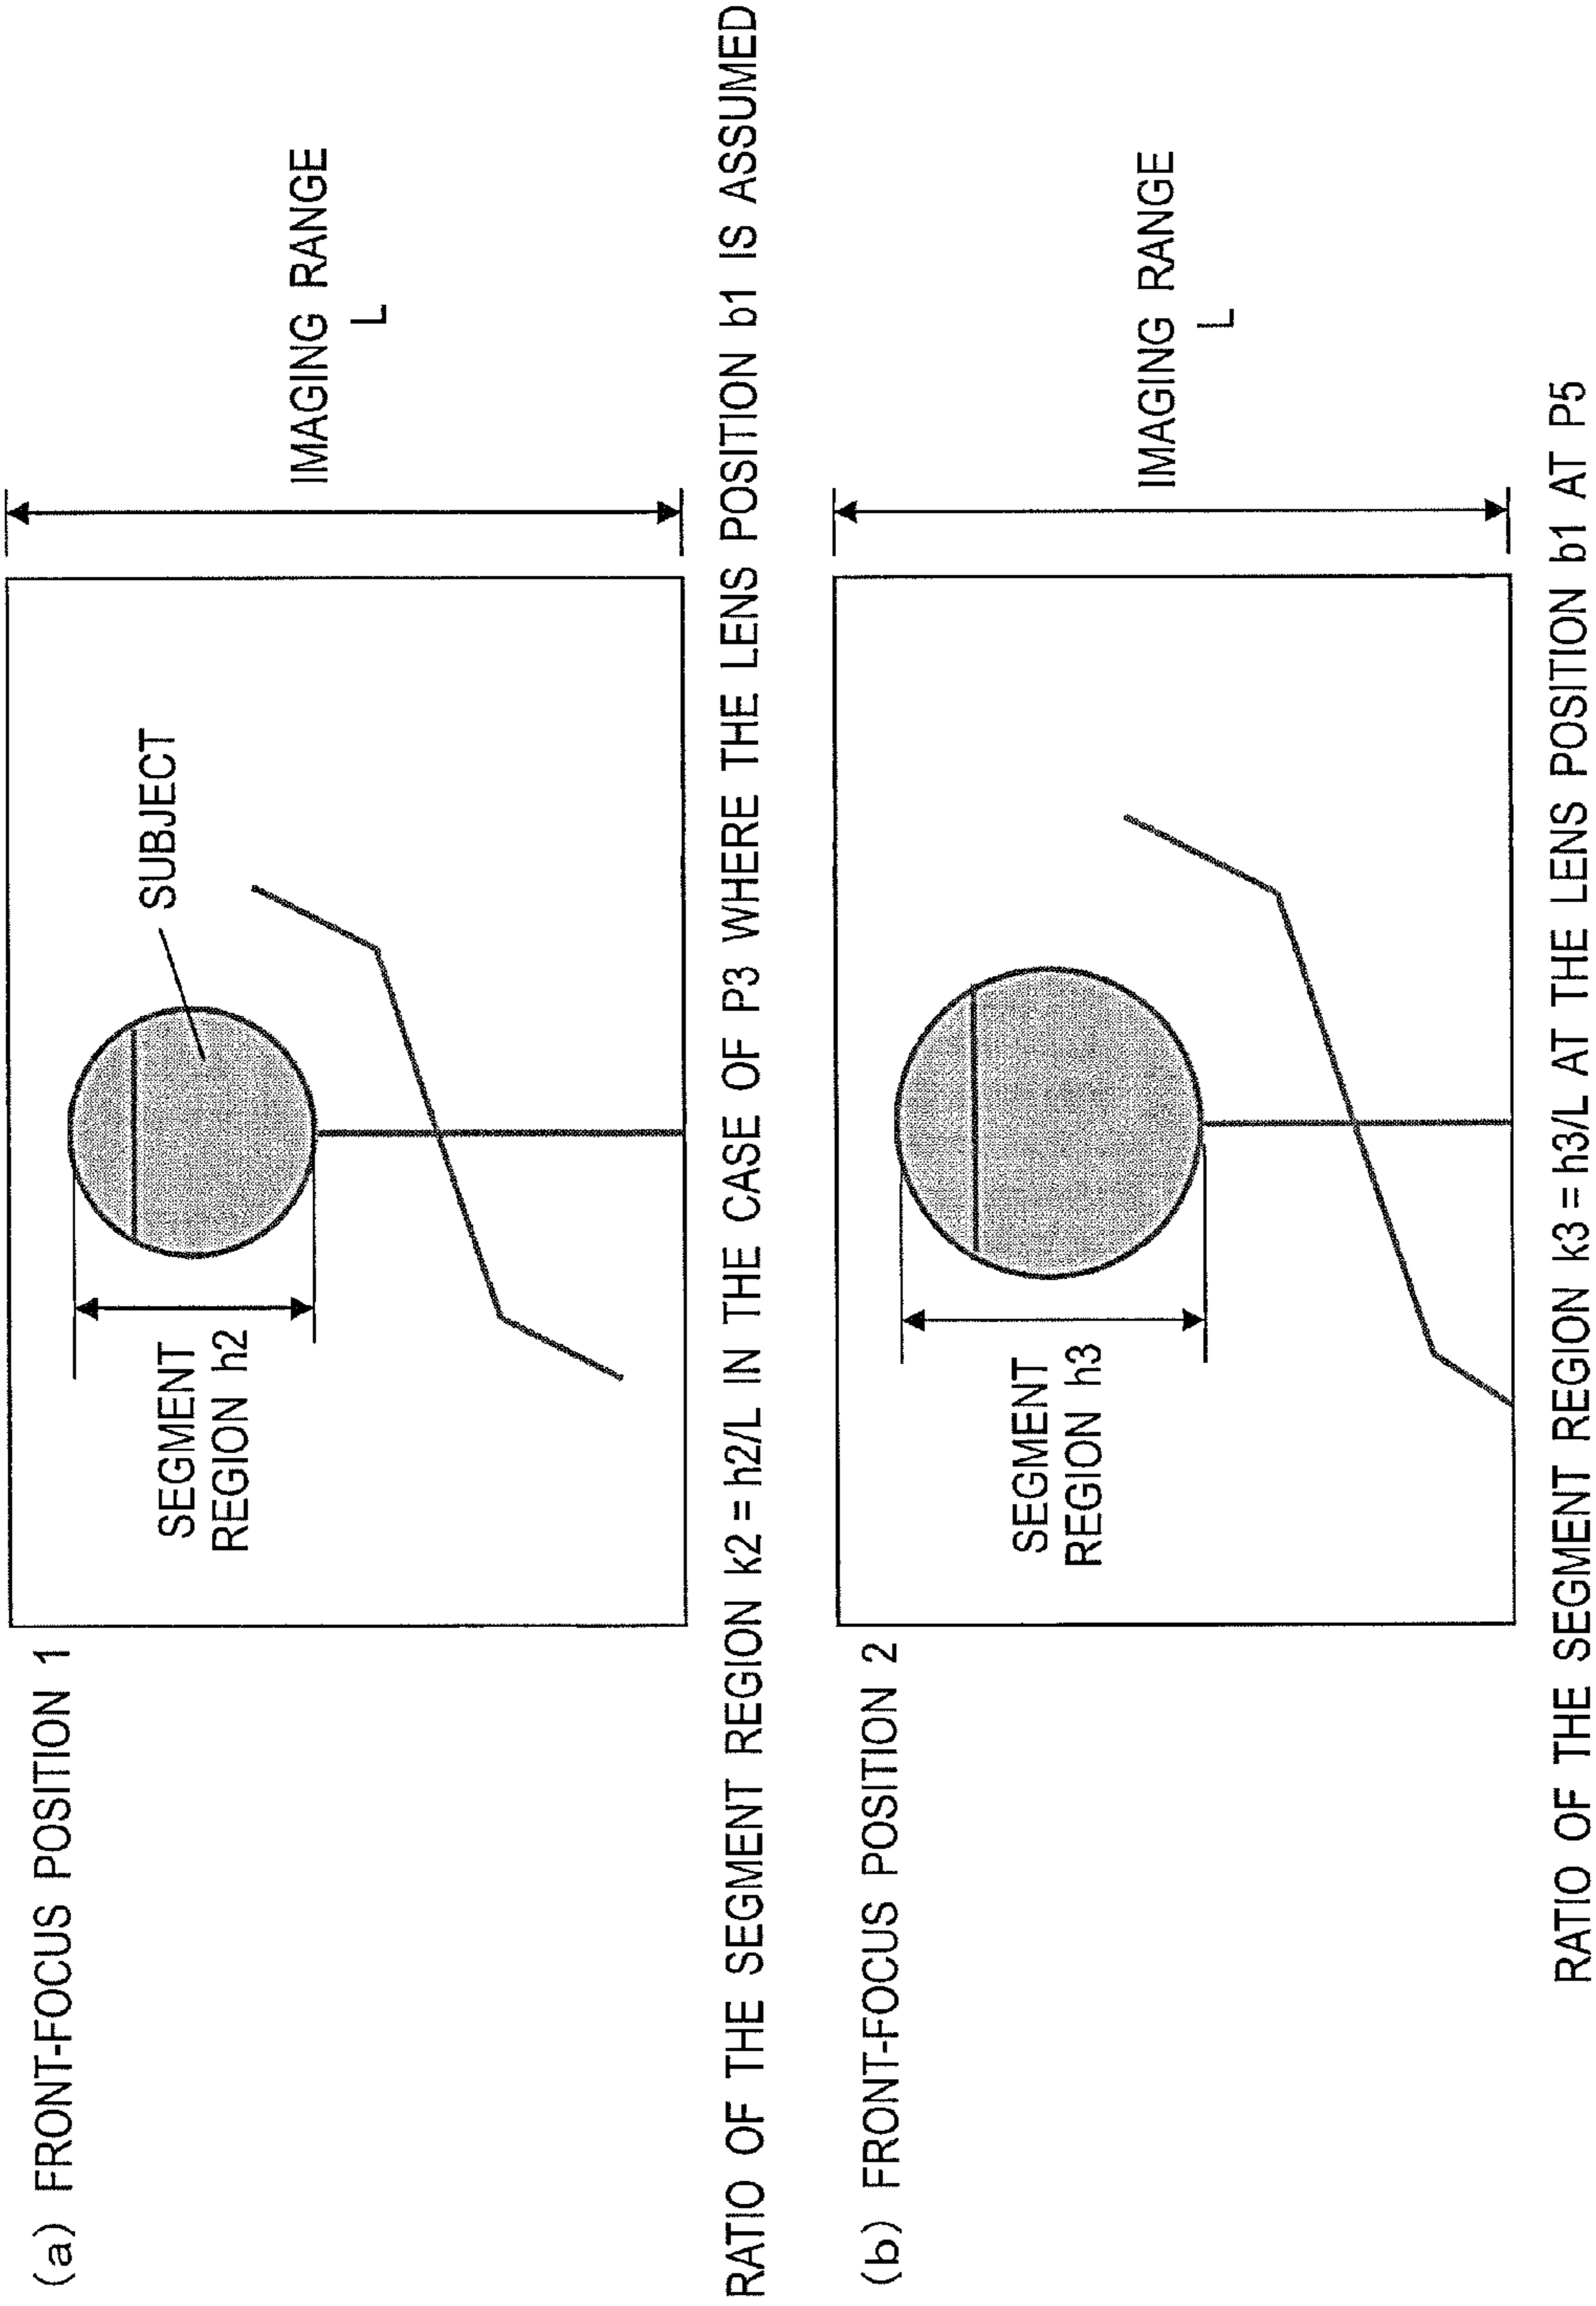 (a) FRONT-FOCUS POSITION 1
SUBJECT
SEGMENT
REGION h2
IMAGING RANGE
L
RATIO OF THE SEGMENT REGION k2 = h2/L IN THE CASE OF P3 WHERE THE LENS POSITION b1 IS ASSUMED
(b) FRONT-FOCUS POSITION 2
SEGMENT
REGION h3
IMAGING RANGE
L
RATIO OF THE SEGMENT REGION k3 = h3/L AT THE LENS POSITION b1 AT P5